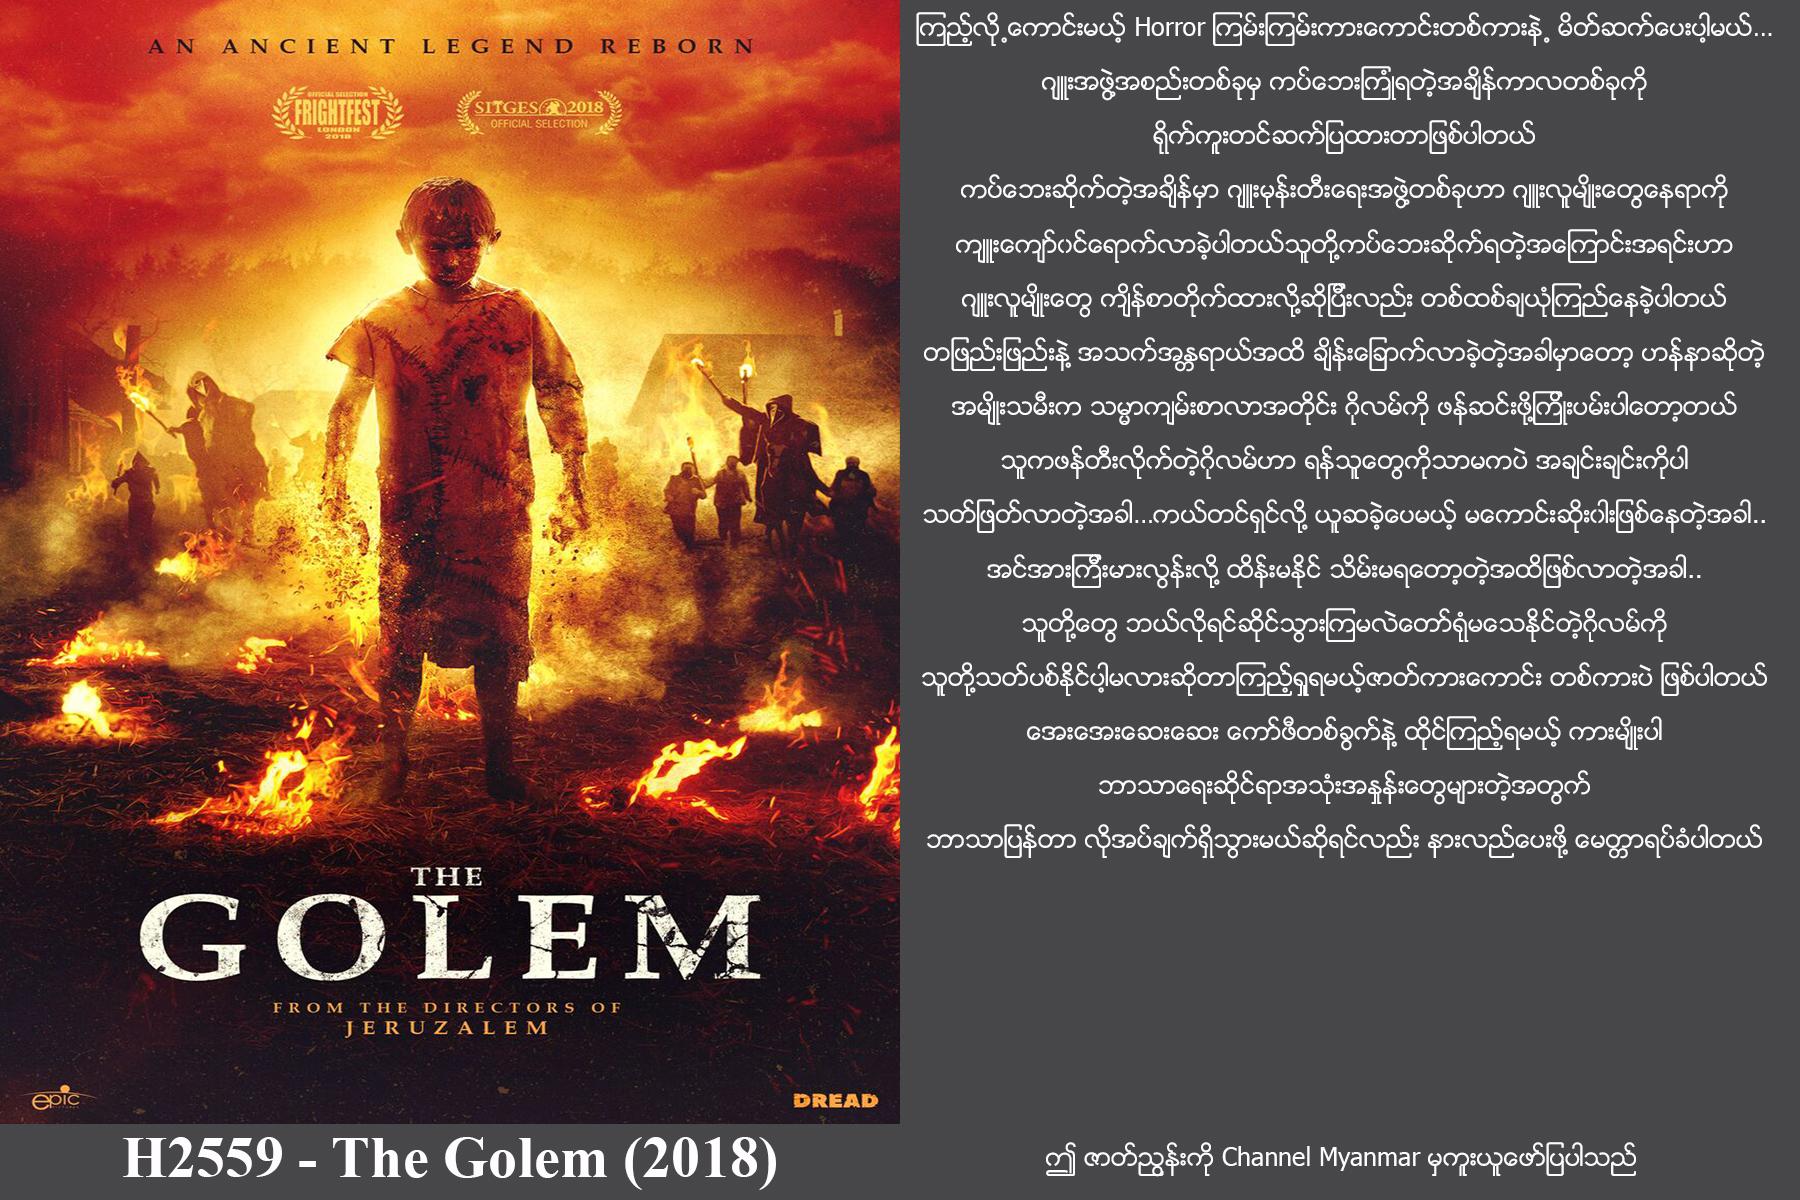 AN ANCIENT LEGEND REBORN
OFFICIAL SELECTION
FRIGHTFEST
LONDON
2018
SITGES 2018
OFFICIAL SELECTION
THE
GOLEM
FROM THE DIRECTORS OF
JERUZALEM
epic
DREAD
H2559 - The Golem (2018)
ကြည့်လို့ကောင်းမယ့် Horror ကြမ်းကြမ်းကားကောင်းတစ်ကားနဲ့ မိတ်ဆက်ပေးပါ့မယ်...
ဂျူးအဖွဲ့အစည်းတစ်ခုမှ ကပ်ဘေးကြုံရတဲ့အချိန်ကာလတစ်ခုကို
ရိုက်ကူးတင်ဆက်ပြထားတာဖြစ်ပါတယ်
ကပ်ဘေးဆိုက်တဲ့အချိန်မှာ ဂျူးမုန်းတီးရေးအဖွဲ့တစ်ခုဟာ ဂျူးလူမျိုးတွေနေရာကို
ကျူးကျော်ဝင်ရောက်လာခဲ့ပါတယ်သူတို့ကပ်ဘေးဆိုက်ရတဲ့အကြောင်းအရင်းဟာ
ဂျူးလူမျိုးတွေ ကျိန်စာတိုက်ထားလို့ဆိုပြီးလည်း တစ်ထစ်ချယုံကြည်နေခဲ့ပါတယ်
တဖြည်းဖြည်းနဲ့ အသက်အန္တရာယ်အထိ ချိန်းခြောက်လာခဲ့တဲ့အခါမှာတော့ ဟန်နာဆိုတဲ့
အမျိုးသမီးက သမ္မာကျမ်းစာလာအတိုင်း ဂိုလမ်ကို ဖန်ဆင်းဖို့ကြိုးပမ်းပါတော့တယ်
သူကဖန်တီးလိုက်တဲ့ဂိုလမ်ဟာ ရန်သူတွေကိုသာမကပဲ အချင်းချင်းကိုပါ
သတ်ဖြတ်လာတဲ့အခါ...ကယ်တင်ရှင်လို့ ယူဆခဲ့ပေမယ့် မကောင်းဆိုးဝါးဖြစ်နေတဲ့အခါ..
အင်အားကြီးမားလွန်းလို့ ထိန်းမနိုင် သိမ်းမရတော့တဲ့အထိဖြစ်လာတဲ့အခါ..
သူတို့တွေ ဘယ်လိုရင်ဆိုင်သွားကြမလဲတော်ရုံမသေနိုင်တဲ့ဂိုလမ်ကို
သူတို့သတ်ပစ်နိုင်ပါ့မလားဆိုတာကြည့်ရှုရမယ့်ဇာတ်ကားကောင်း တစ်ကားပဲ ဖြစ်ပါတယ်
အေးအေးဆေးဆေး ကော်ဖီတစ်ခွက်နဲ့ ထိုင်ကြည့်ရမယ့် ကားမျိုးပါ
ဘာသာရေးဆိုင်ရာအသုံးအနှုန်းတွေများတဲ့အတွက်
ဘာသာပြန်တာ လိုအပ်ချက်ရှိသွားမယ်ဆိုရင်လည်း နားလည်ပေးဖို့ မေတ္တာရပ်ခံပါတယ်
ဤ ဇာတ်ညွှန်းကို Channel Myanmar မှကူးယူဖော်ပြပါသည်